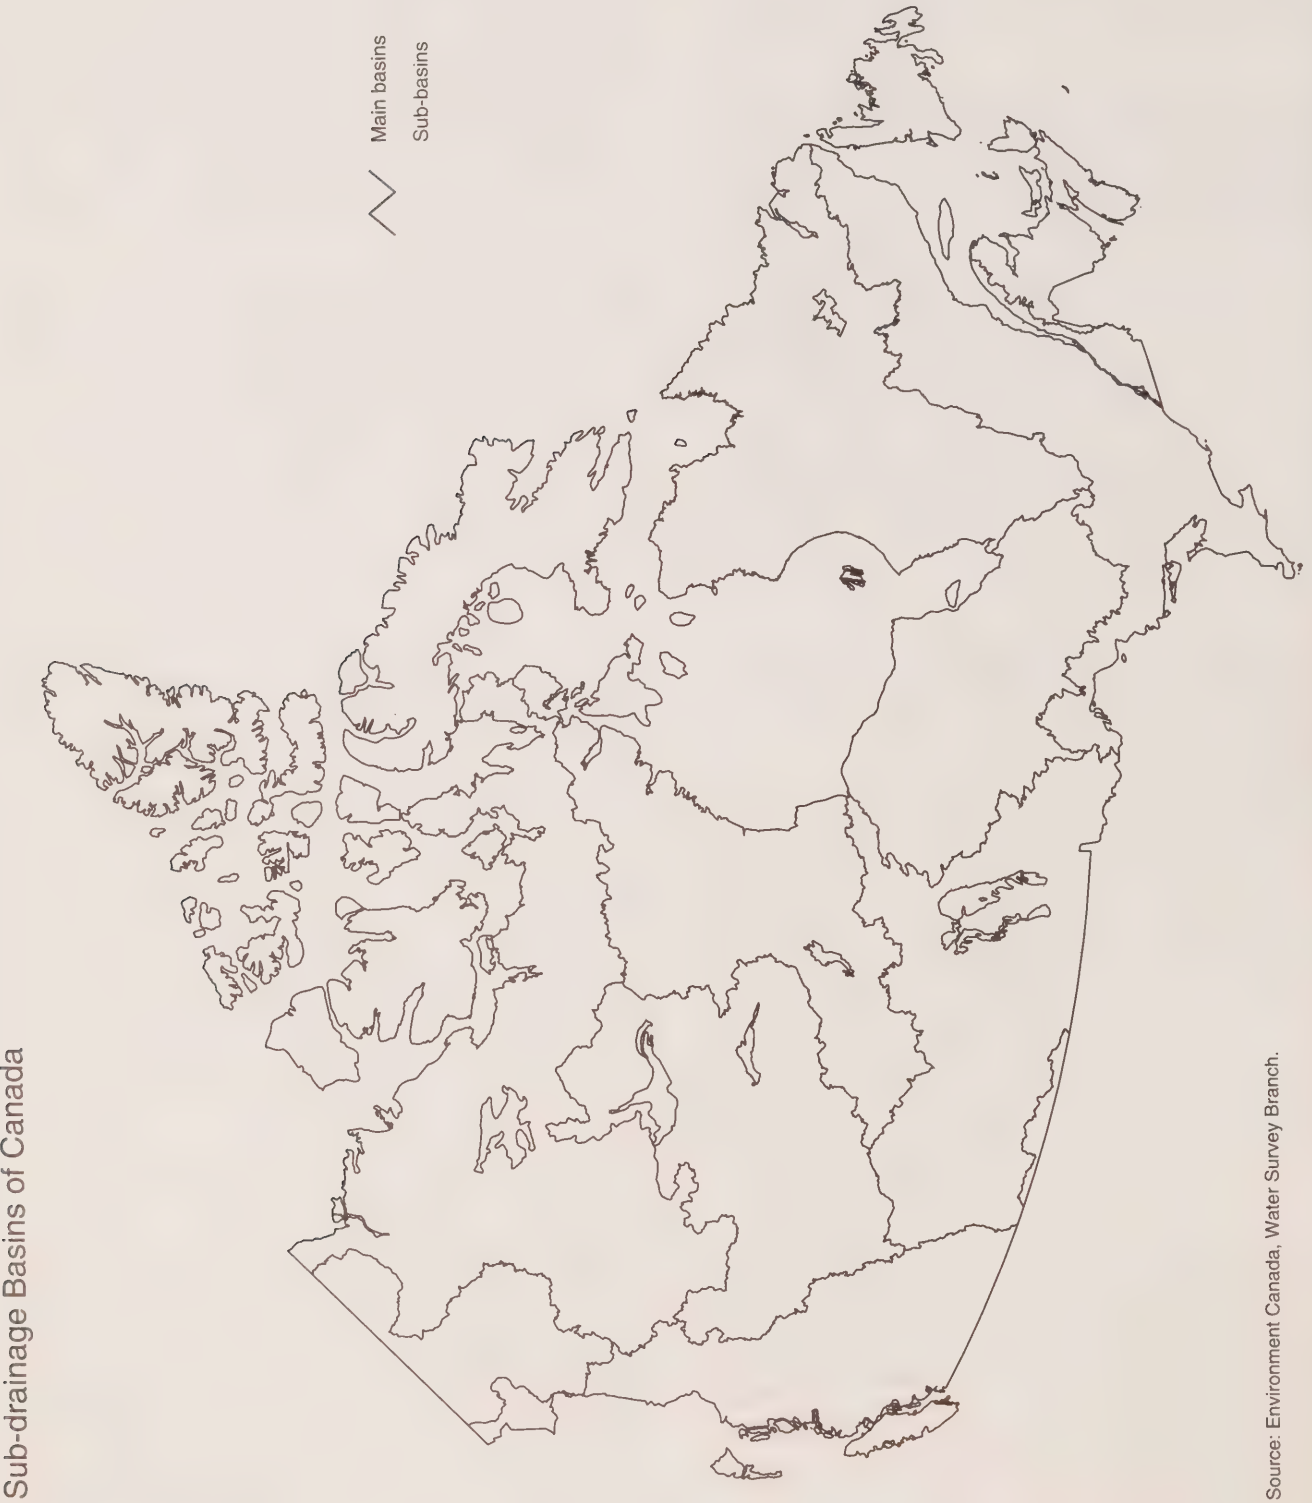 Sub-drainage Basins of Canada
Main basins
Sub-basins
Source: Environment Canada, Water Survey Branch.